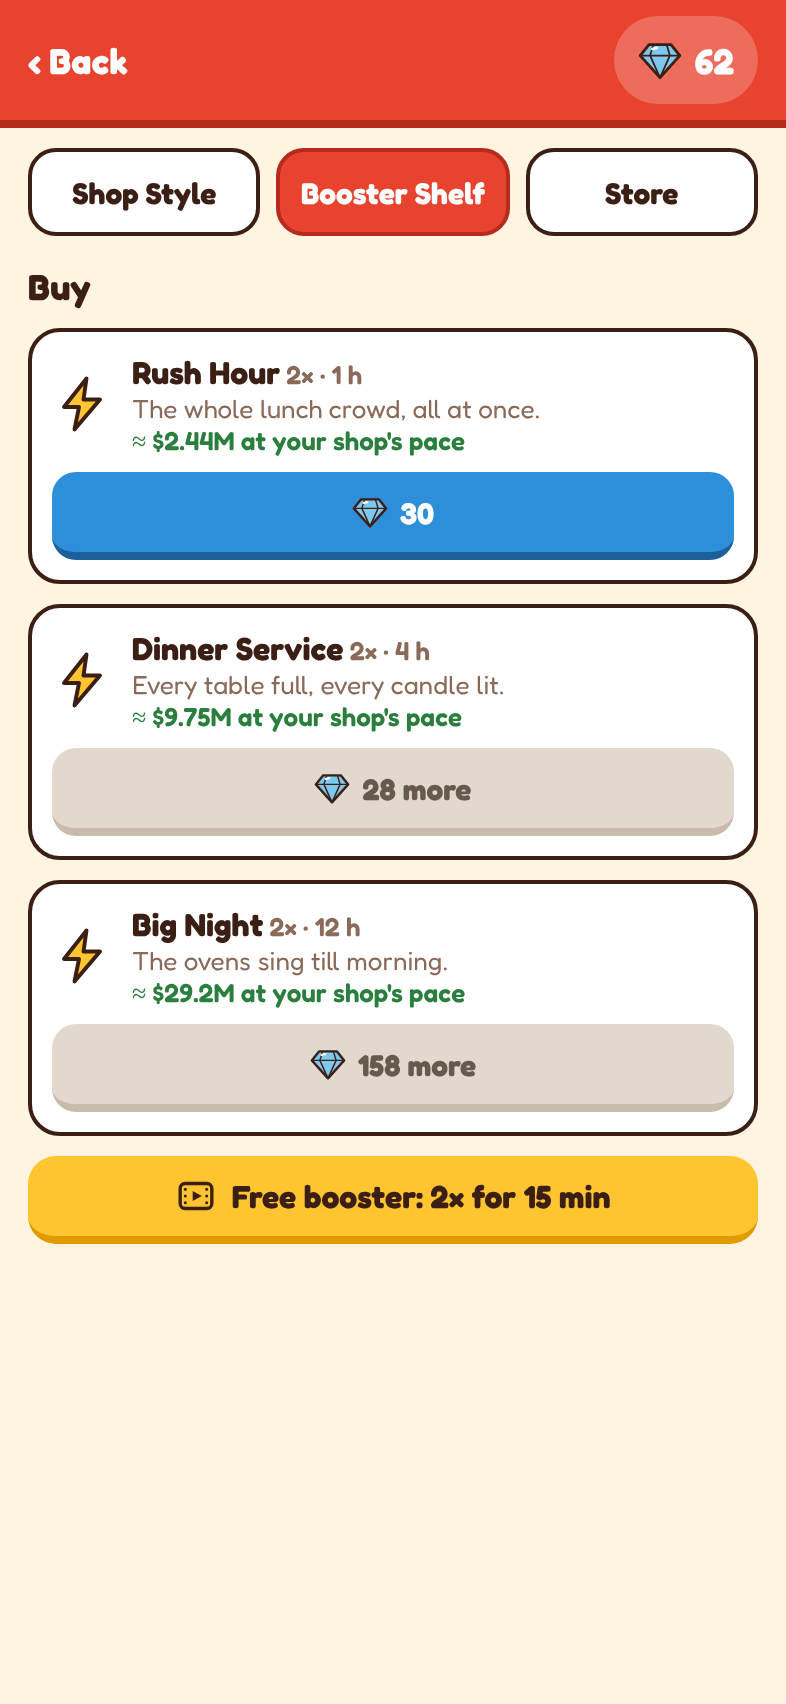 ‹ Back
62
Shop Style
Booster Shelf
Store
Buy
Rush Hour 2x · 1 h
The whole lunch crowd, all at once.
≈ $2.44M at your shop's pace
30
Dinner Service 2x · 4 h
Every table full, every candle lit.
≈ $9.75M at your shop's pace
28 more
Big Night 2x · 12 h
The ovens sing till morning.
≈ $29.2M at your shop's pace
158 more
Free booster: 2x for 15 min